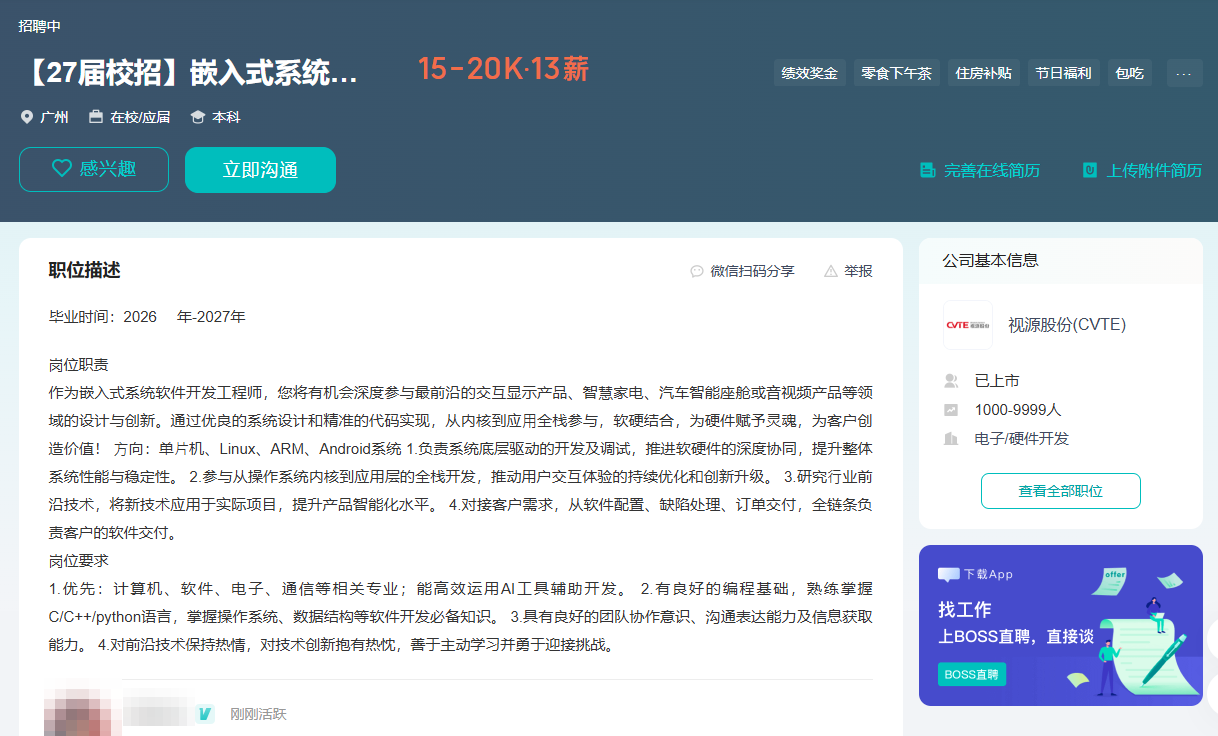 招聘中
【27届校招】嵌入式系统…
15-20K·13薪
绩效奖金
零食下午茶
住房补贴
节日福利
包吃
...
广州
在校/应届
本科
感兴趣
立即沟通
完善在线简历
上传附件简历
职位描述
微信扫码分享
举报
毕业时间：2026 年-2027年
岗位职责
作为嵌入式系统软件开发工程师，您将有机会深度参与最前沿的交互显示产品、智慧家电、汽车智能座舱或音视频产品等领
域的设计与创新。通过优良的系统设计和精准的代码实现，从内核到应用全栈参与，软硬结合，为硬件赋予灵魂，为客户创
造价值！ 方向：单片机、Linux、ARM、Android系统 1.负责系统底层驱动的开发及调试，推进软硬件的深度协同，提升整体
系统性能与稳定性。 2.参与从操作系统内核到应用层的全栈开发，推动用户交互体验的持续优化和创新升级。 3.研究行业前
沿技术，将新技术应用于实际项目，提升产品智能化水平。 4.对接客户需求，从软件配置、缺陷处理、订单交付，全链条负
责客户的软件交付。
岗位要求
1.优先：计算机、软件、电子、通信等相关专业；能高效运用AI工具辅助开发。 2.有良好的编程基础，熟练掌握
C/C++/python语言，掌握操作系统、数据结构等软件开发必备知识。 3.具有良好的团队协作意识、沟通表达能力及信息获取
能力。 4.对前沿技术保持热情，对技术创新抱有热忱，善于主动学习并勇于迎接挑战。
刚刚活跃
公司基本信息
CVTE 视源股份
视源股份(CVTE)
已上市
1000-9999人
电子/硬件开发
查看全部职位
下载App
找工作
上BOSS直聘，直接谈
BOSS直聘
offer